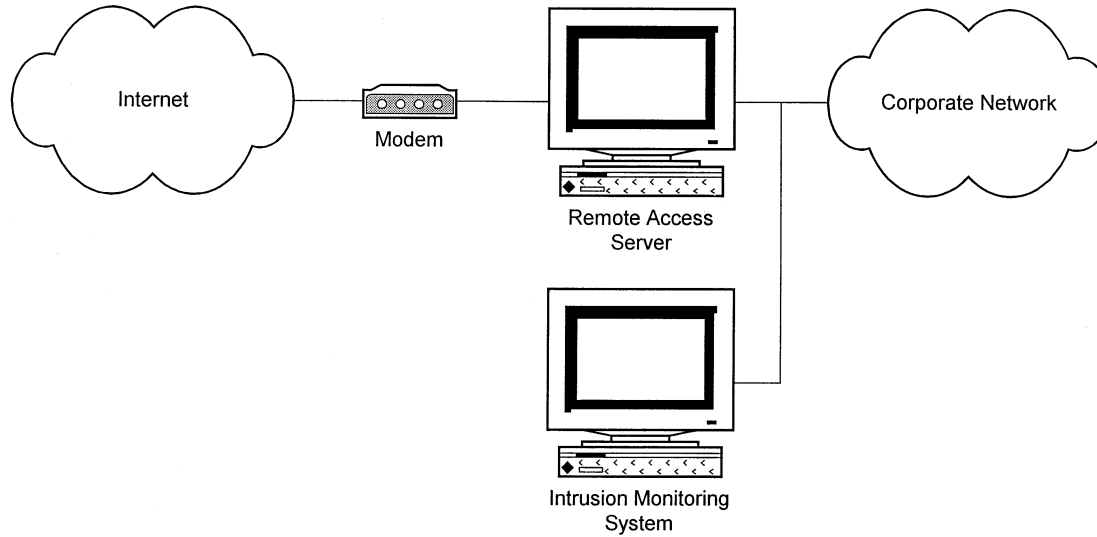 Internet
Modem
Remote Access
Server
Corporate Network
Intrusion Monitoring
System